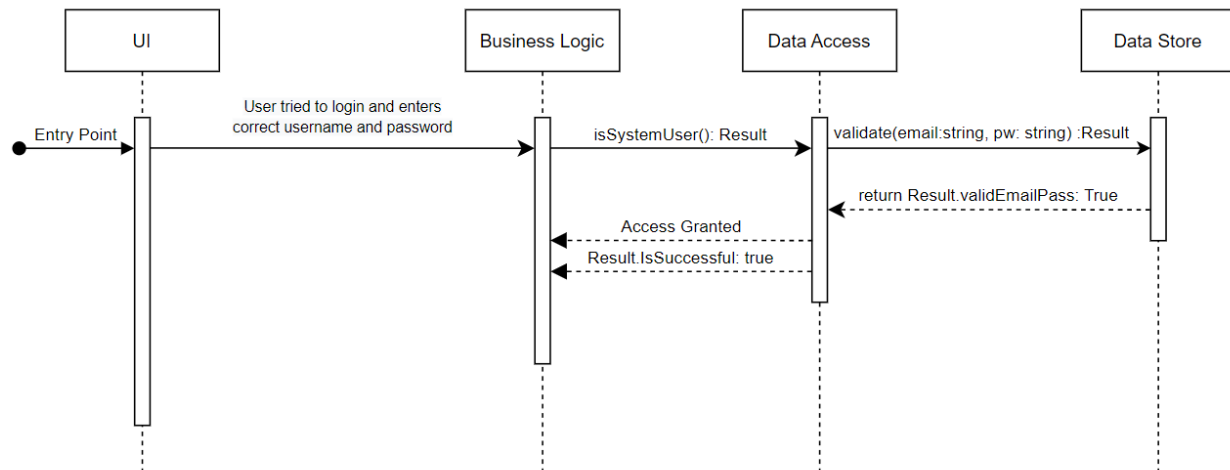 UI
Business Logic
Data Access
Data Store
Entry Point
User tried to login and enters
correct username and password
isSystemUser(): Result
validate(email:string, pw: string) :Result
return Result.validEmailPass: True
Access Granted
Result.IsSuccessful: true